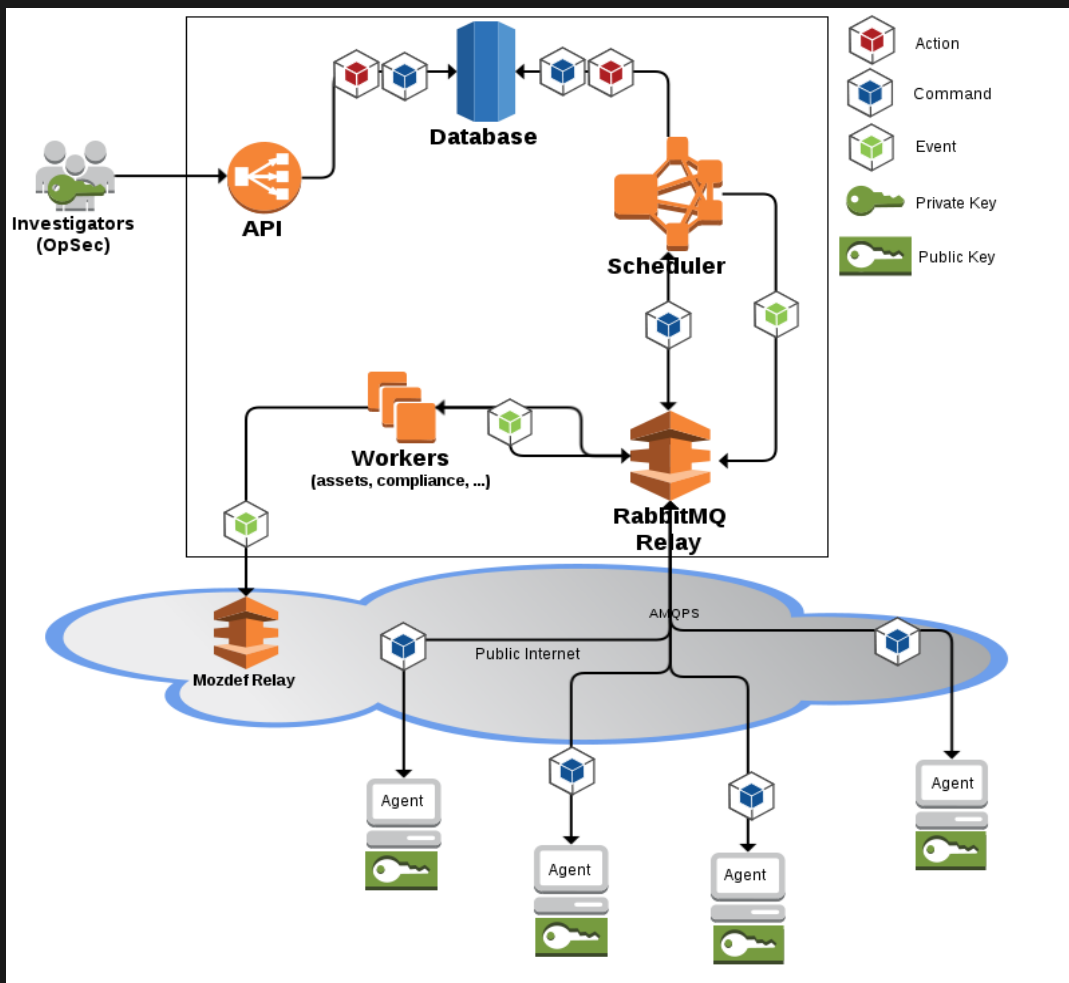 Action
Command
Event
Private Key
Public Key
Database
Investigators
(OpSec)
API
Scheduler
Workers
(assets, compliance, ...)
RabbitMQ
Relay
AMQPS
Public Internet
Mozdef Relay
Agent
Agent
Agent
Agent